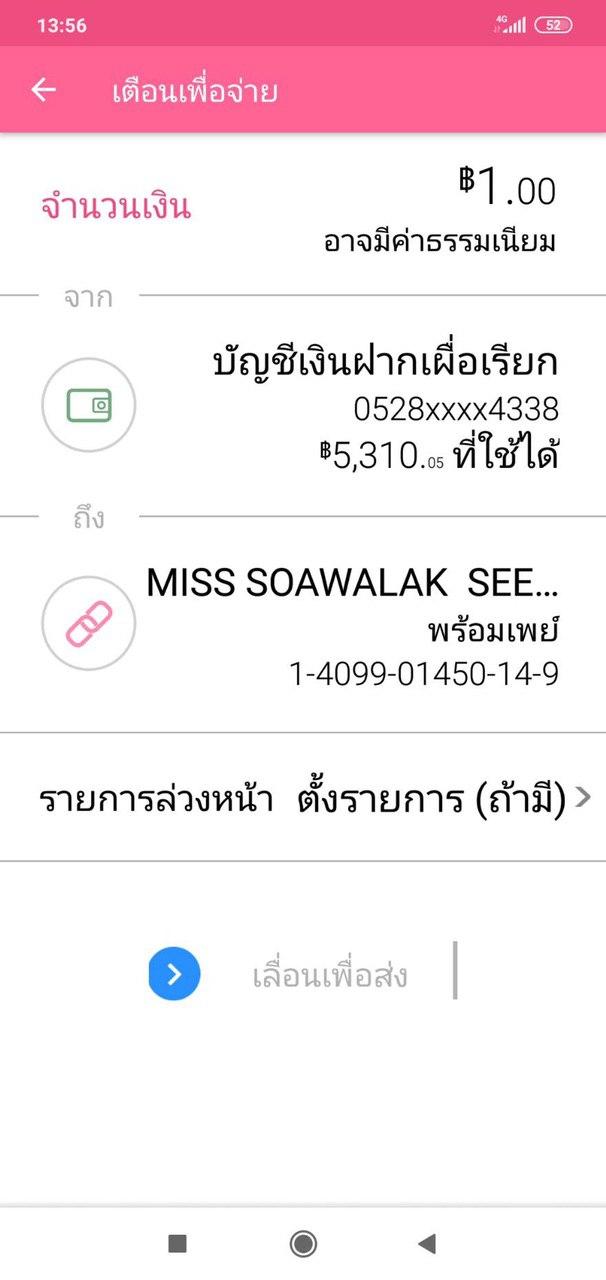 13:56
4G
52
เตือนเพื่อจ่าย
จำนวนเงิน
฿1.00
อาจมีค่าธรรมเนียม
จาก
บัญชีเงินฝากเผื่อเรียก
0528xxxx4338
฿5,310.05 ที่ใช้ได้
ถึง
MISS SOAWALAK SEE...
พร้อมเพย์
1-4099-01450-14-9
รายการล่วงหน้า ตั้งรายการ (ถ้ามี)
เลื่อนเพื่อส่ง